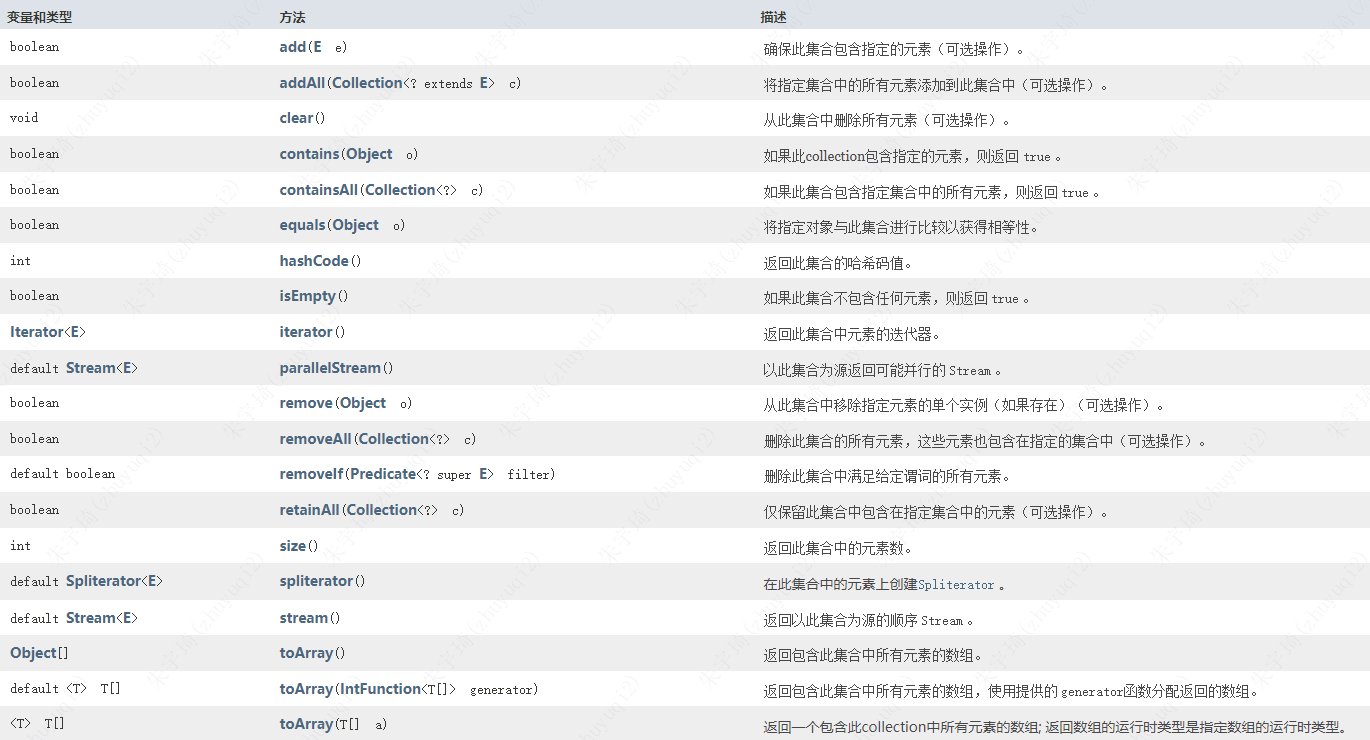 变量和类型 方法 描述
boolean add(E e) 确保此集合包含指定的元素（可选操作）。
boolean addAll(Collection<? extends E> c) 将指定集合中的所有元素添加到此集合中（可选操作）。
void clear() 从此集合中删除所有元素（可选操作）。
boolean contains(Object o) 如果此collection包含指定的元素，则返回 true 。
boolean containsAll(Collection<?> c) 如果此集合包含指定集合中的所有元素，则返回 true 。
boolean equals(Object o) 将指定对象与此集合进行比较以获得相等性。
int hashCode() 返回此集合的哈希码值。
boolean isEmpty() 如果此集合不包含任何元素，则返回 true 。
Iterator<E> iterator() 返回此集合中元素的迭代器。
default Stream<E> parallelStream() 以此集合为源返回可能并行的 Stream 。
boolean remove(Object o) 从此集合中移除指定元素的单个实例（如果存在）（可选操作）。
boolean removeAll(Collection<?> c) 删除此集合的所有元素，这些元素也包含在指定的集合中（可选操作）。
default boolean removeIf(Predicate<? super E> filter) 删除此集合中满足给定谓词的所有元素。
boolean retainAll(Collection<?> c) 仅保留此集合中包含在指定集合中的元素（可选操作）。
int size() 返回此集合中的元素数。
default Spliterator<E> spliterator() 在此集合中的元素上创建Spliterator 。
default Stream<E> stream() 返回以此集合为源的顺序 Stream 。
Object[] toArray() 返回包含此集合中所有元素的数组。
default <T> T[] toArray(IntFunction<T[]> generator) 返回包含此集合中所有元素的数组，使用提供的 generator函数分配返回的数组。
<T> T[] toArray(T[] a) 返回一个包含此collection中所有元素的数组; 返回数组的运行时类型是指定数组的运行时类型。